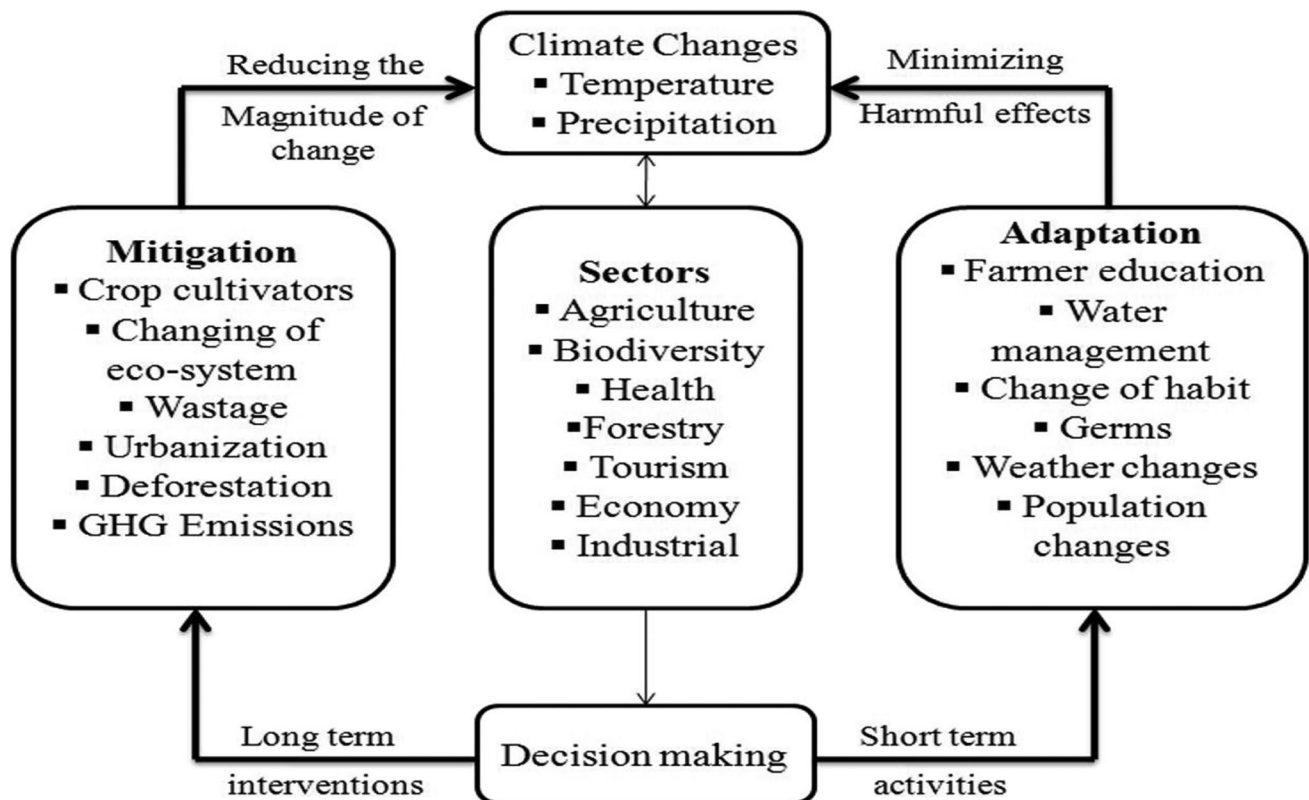 Climate Changes
▪ Temperature
▪ Precipitation
Reducing the
Magnitude of
change
Minimizing
Harmful effects
Mitigation
▪ Crop cultivators
▪ Changing of
eco-system
▪ Wastage
▪ Urbanization
▪ Deforestation
▪ GHG Emissions
Sectors
▪ Agriculture
▪ Biodiversity
▪ Health
▪Forestry
▪ Tourism
▪ Economy
▪ Industrial
Adaptation
▪ Farmer education
▪ Water
management
▪ Change of habit
▪ Germs
▪ Weather changes
▪ Population
changes
Long term
interventions
Decision making
Short term
activities